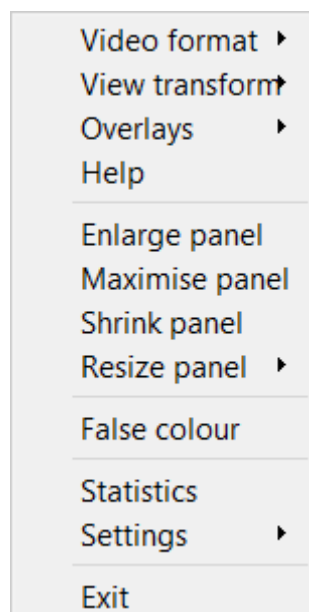 Video format
View transform
Overlays
Help
Enlarge panel
Maximise panel
Shrink panel
Resize panel
False colour
Statistics
Settings
Exit